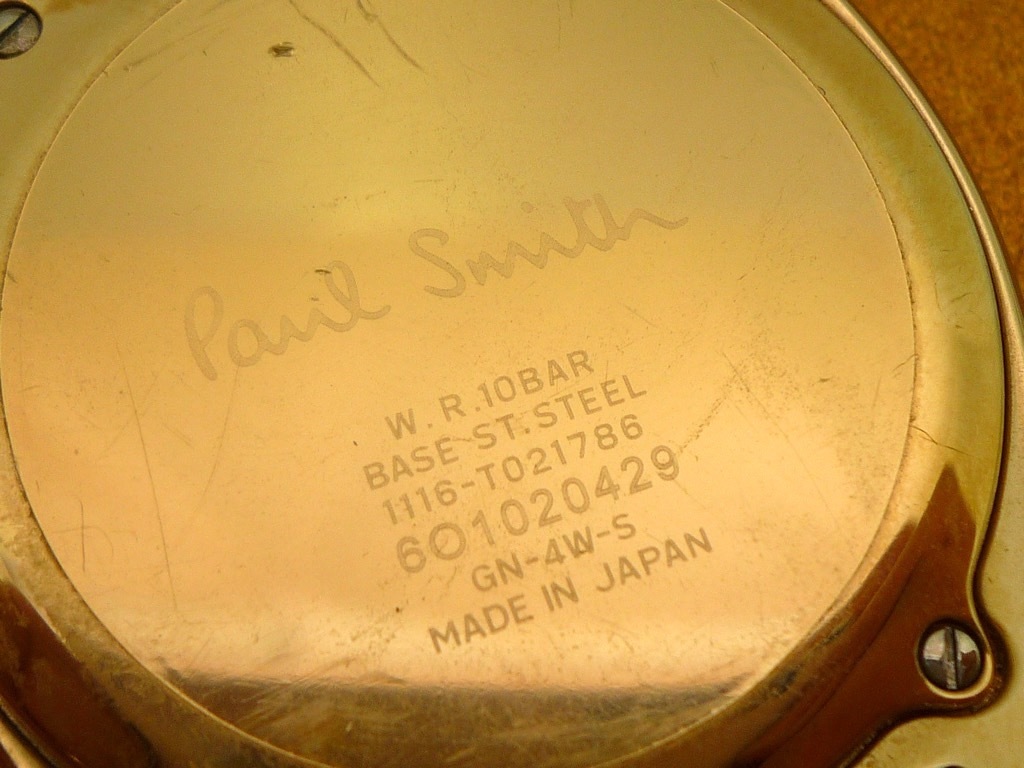 Paul Smith
W. R. 10BAR
BASE ST. STEEL
1116-T021786
601020429
GN-4W-S
MADE IN JAPAN